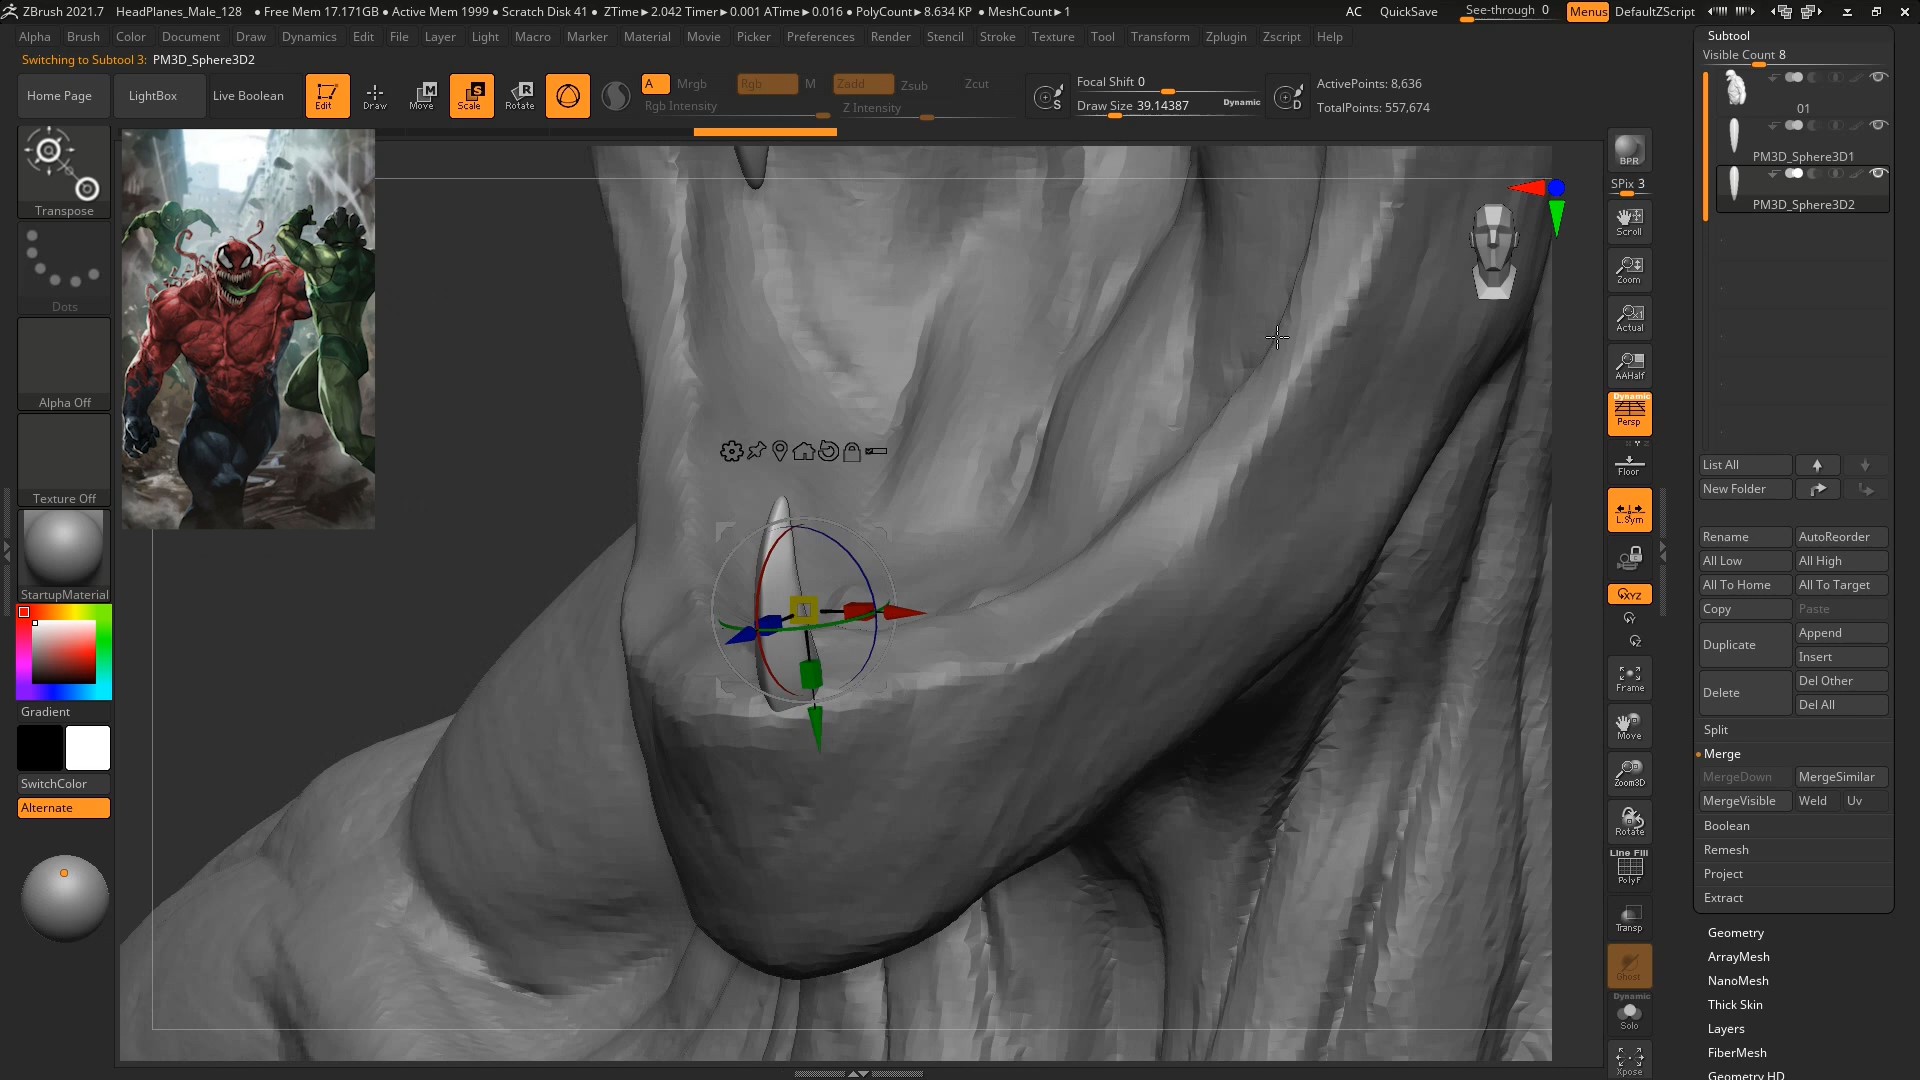 ZBrush 2021.7 HeadPlanes_Male_128 • Free Mem 17.171GB • Active Mem 1999 • Scratch Disk 41 • ZTime►2.042 Timer►0.001 ATime►0.016 • PolyCount►8.634 KP • MeshCount►1 AC QuickSave See-through 0 Menus DefaultZScript
Alpha Brush Color Document Draw Dynamics Edit File Layer Light Macro Marker Material Movie Picker Preferences Render Stencil Stroke Texture Tool Transform Zplugin Zscript Help
Switching to Subtool 3: PM3D_Sphere3D2
Home Page LightBox Live Boolean Edit Draw Move Scale Rotate A Mrgb Rgb M Zadd Zsub Zcut
Rgb Intensity Z Intensity
Focal Shift 0
Draw Size 39.14387 Dynamic
ActivePoints: 8,636
TotalPoints: 557,674
Transpose
Dots
Alpha Off
Texture Off
StartupMaterial
Gradient
SwitchColor
Alternate
BPR
SPix 3
Scroll
Zoom
Actual
AAHalf
Dynamic
Persp
Floor
L.Sym
XYZ
Frame
Move
Zoom3D
Rotate
Line Fill
PolyF
Transp
Ghost
Dynamic
Solo
Xpose
Subtool
Visible Count 8
01
PM3D_Sphere3D1
PM3D_Sphere3D2
List All
New Folder
Rename AutoReorder
All Low All High
All To Home All To Target
Copy Paste
Duplicate Append
Insert
Delete Del Other
Del All
Split
Merge
MergeDown MergeSimilar
MergeVisible Weld Uv
Boolean
Remesh
Project
Extract
Geometry
ArrayMesh
NanoMesh
Thick Skin
Layers
FiberMesh
Geometry HD